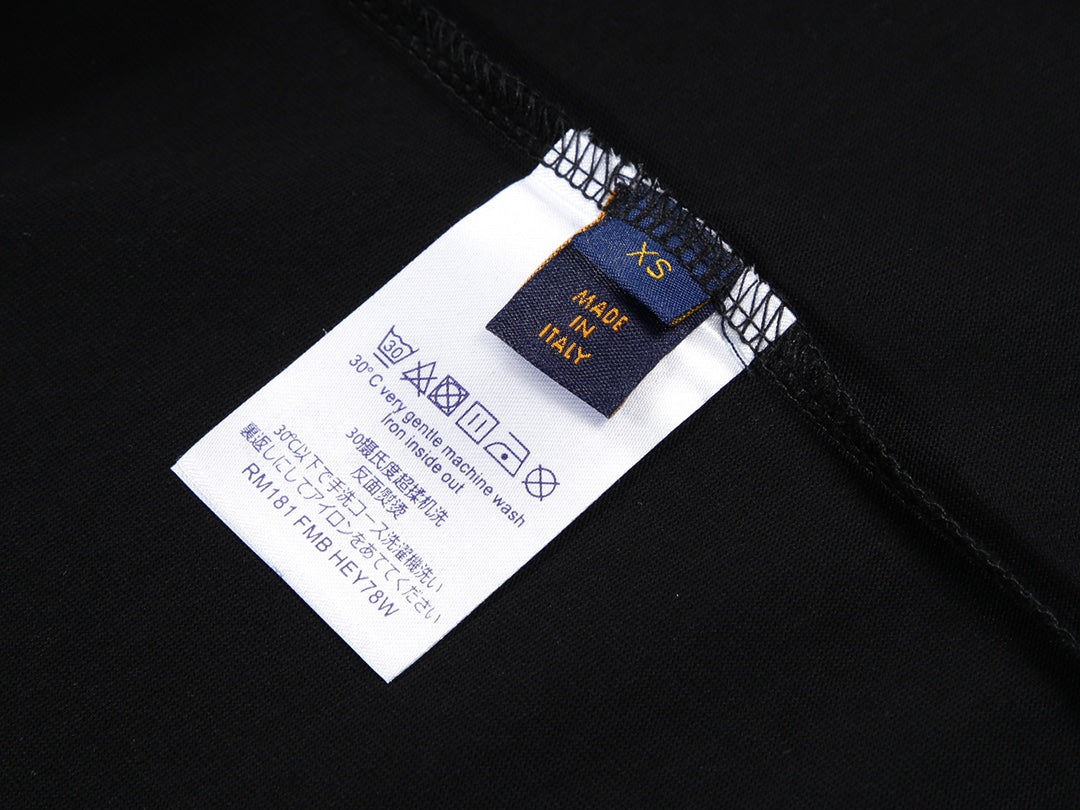 XS
MADE
IN
ITALY
30
30°C very gentle machine wash
Iron inside out
30摄氏度超揉机洗
反面熨烫
30℃以下で手洗コース洗濯機洗い
裏返しにしてアイロンをあててください
RM181 FMB HEY78W